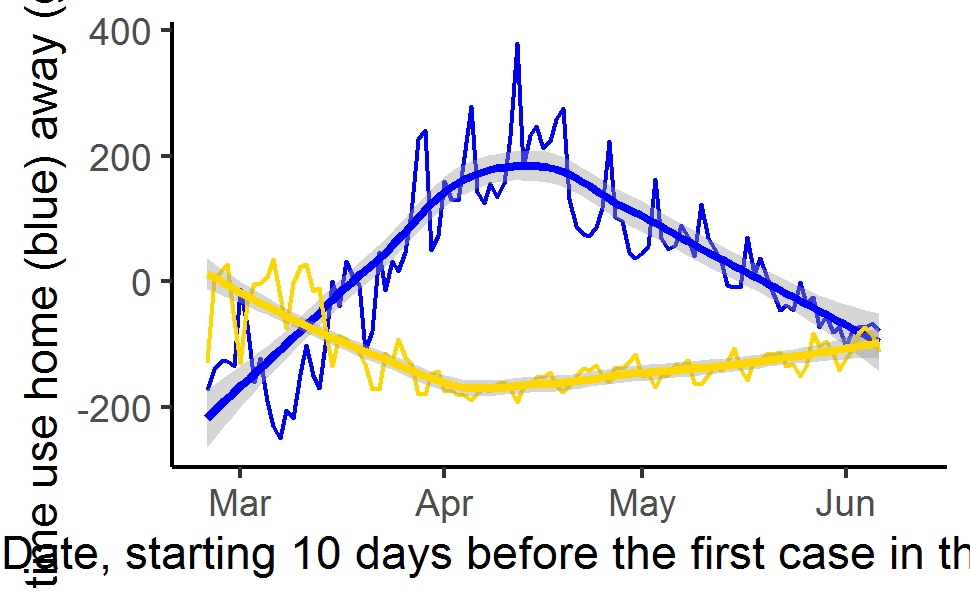 time use home (blue) away (
400
200
0
-200
Mar Apr May Jun
Date, starting 10 days before the first case in th